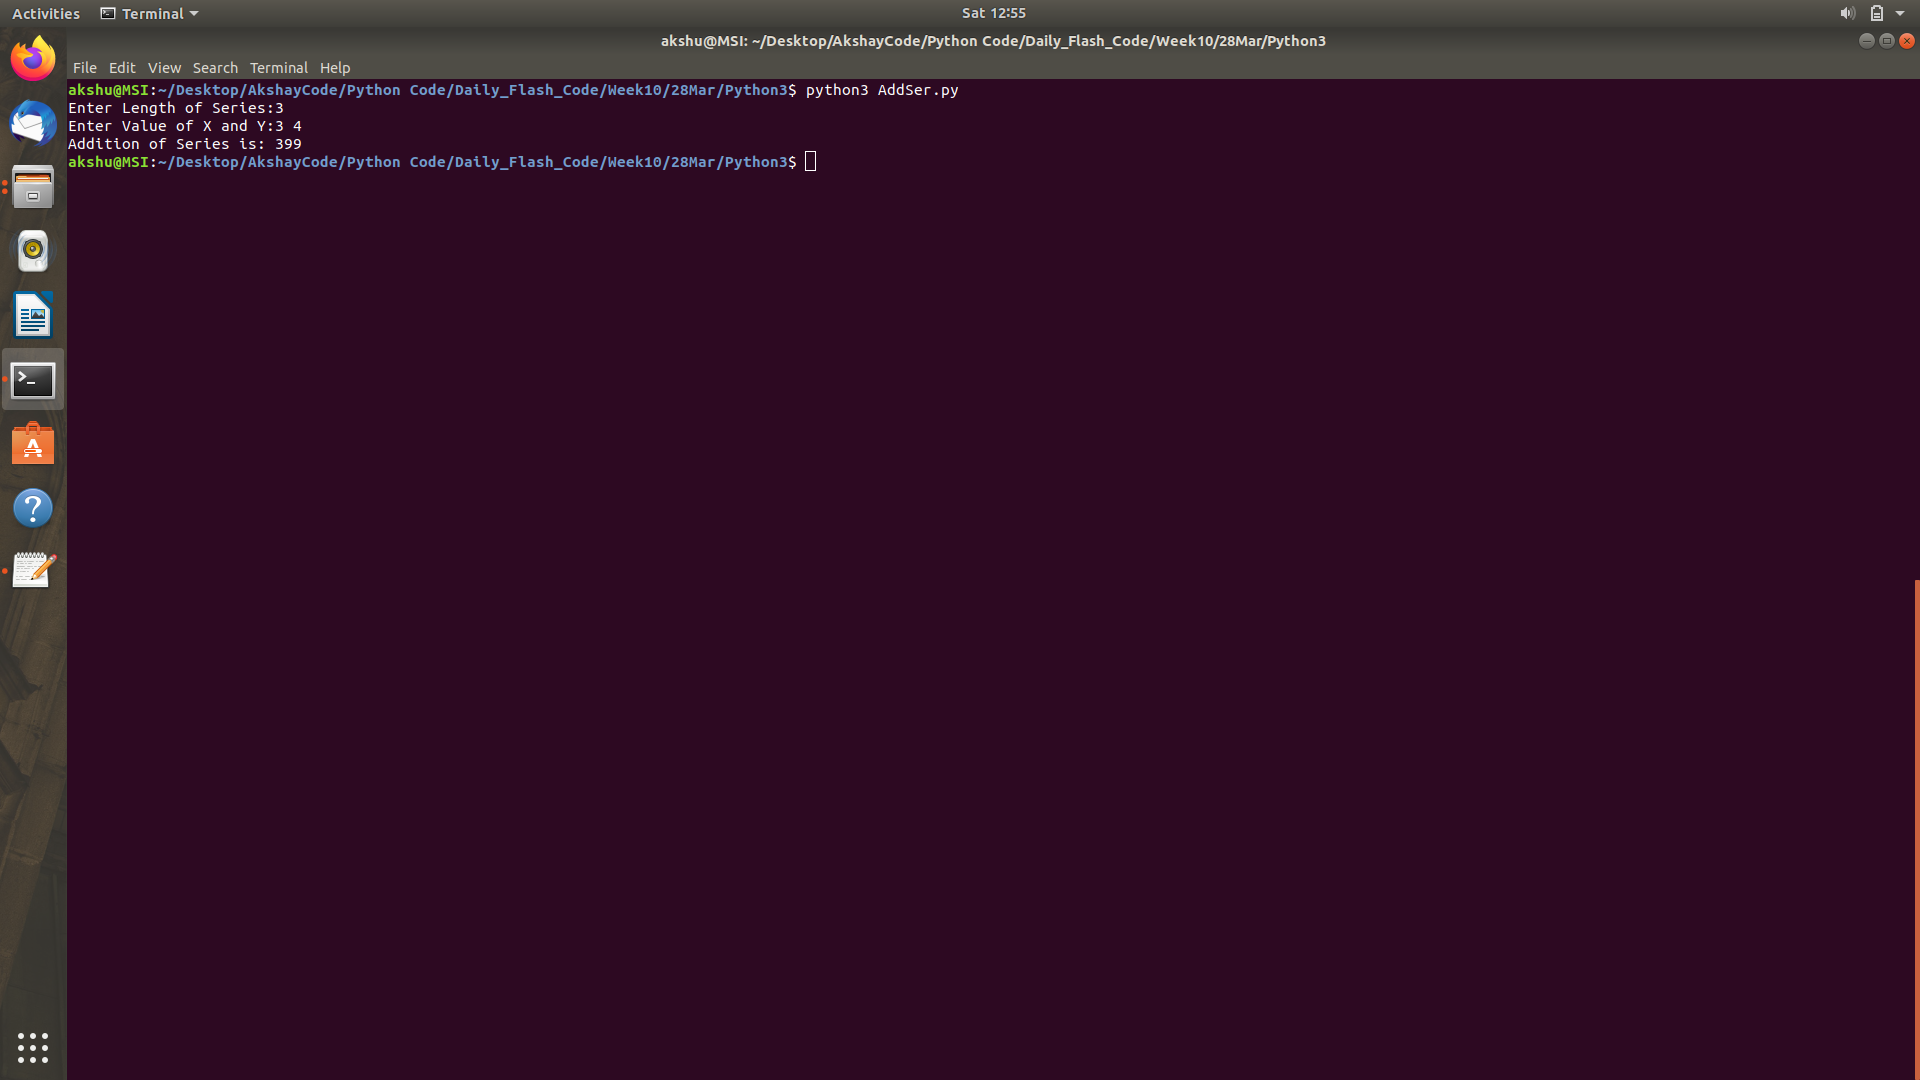 Activities Terminal Sat 12:55
akshu@MSI: ~/Desktop/AkshayCode/Python Code/Daily_Flash_Code/Week10/28Mar/Python3
File Edit View Search Terminal Help
akshu@MSI:~/Desktop/AkshayCode/Python Code/Daily_Flash_Code/Week10/28Mar/Python3$ python3 AddSer.py
Enter Length of Series:3
Enter Value of X and Y:3 4
Addition of Series is: 399
akshu@MSI:~/Desktop/AkshayCode/Python Code/Daily_Flash_Code/Week10/28Mar/Python3$